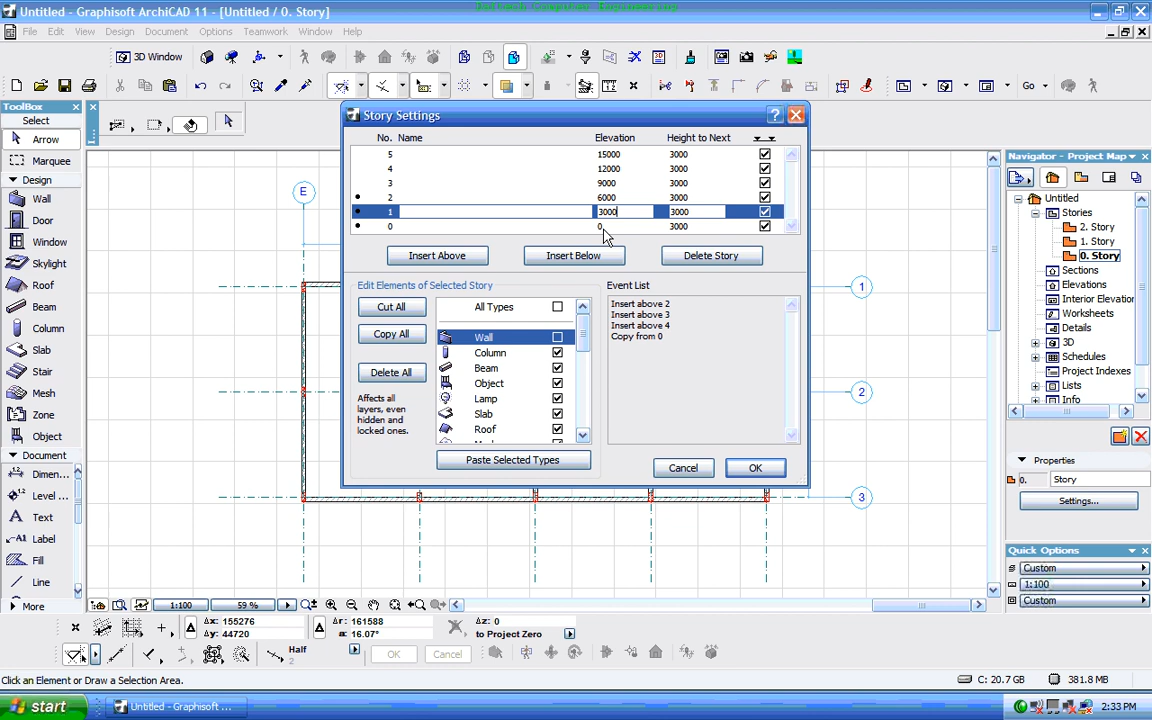 Untitled - Graphisoft ArchiCAD 11 - [Untitled / 0. Story]
File Edit View Design Document Options Teamwork Window Help
3D Window
Go
ToolBox
Select
Arrow
Marquee
Design
Wall
Door
Window
Skylight
Roof
Beam
Column
Slab
Stair
Mesh
Zone
Object
Document
Dimen...
Level ...
Text
Label
Fill
Line
More
E
Story Settings
No. Name Elevation Height to Next
5 15000 3000
4 12000 3000
3 9000 3000
2 6000 3000
1 3000 3000
0 0 3000
Insert Above Insert Below Delete Story
Edit Elements of Selected Story
Cut All
Copy All
Delete All
Affects all
layers, even
hidden and
locked ones.
All Types
Wall
Column
Beam
Object
Lamp
Slab
Roof
Paste Selected Types
Event List
Insert above 2
Insert above 3
Insert above 4
Copy from 0
Cancel OK
1
2
3
Navigator - Project Map
Untitled
Stories
2. Story
1. Story
0. Story
Sections
Elevations
Interior Elevation
Worksheets
Details
3D
Schedules
Project Indexes
Lists
Info
Properties
0. Story
Settings...
Quick Options
Custom
1:100
Custom
1:100 59 %
Δx: 155276
Δy: 44720
Δr: 161588
α: 16.07°
Δz: 0
to Project Zero
Half
2
OK Cancel
Click an Element or Draw a Selection Area.
C: 20.7 GB 381.8 MB
start Untitled - Graphisoft ... 2:33 PM